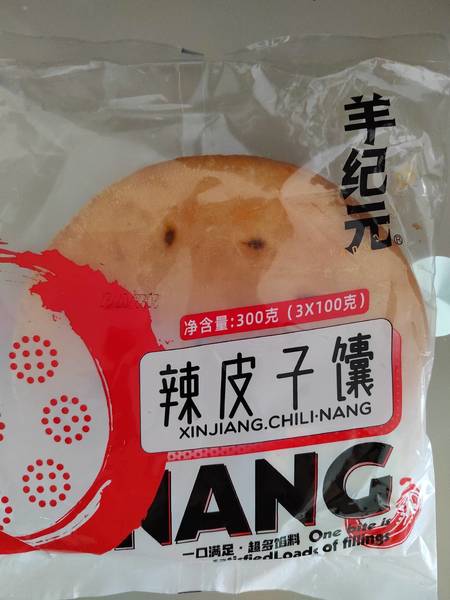 羊纪元®
净含量:300克(3X100克)
辣皮子馕
XINJIANG.CHILI·NANG
NANG
一口满足·超多馅料 One bite is
satisfied Loads of fillings